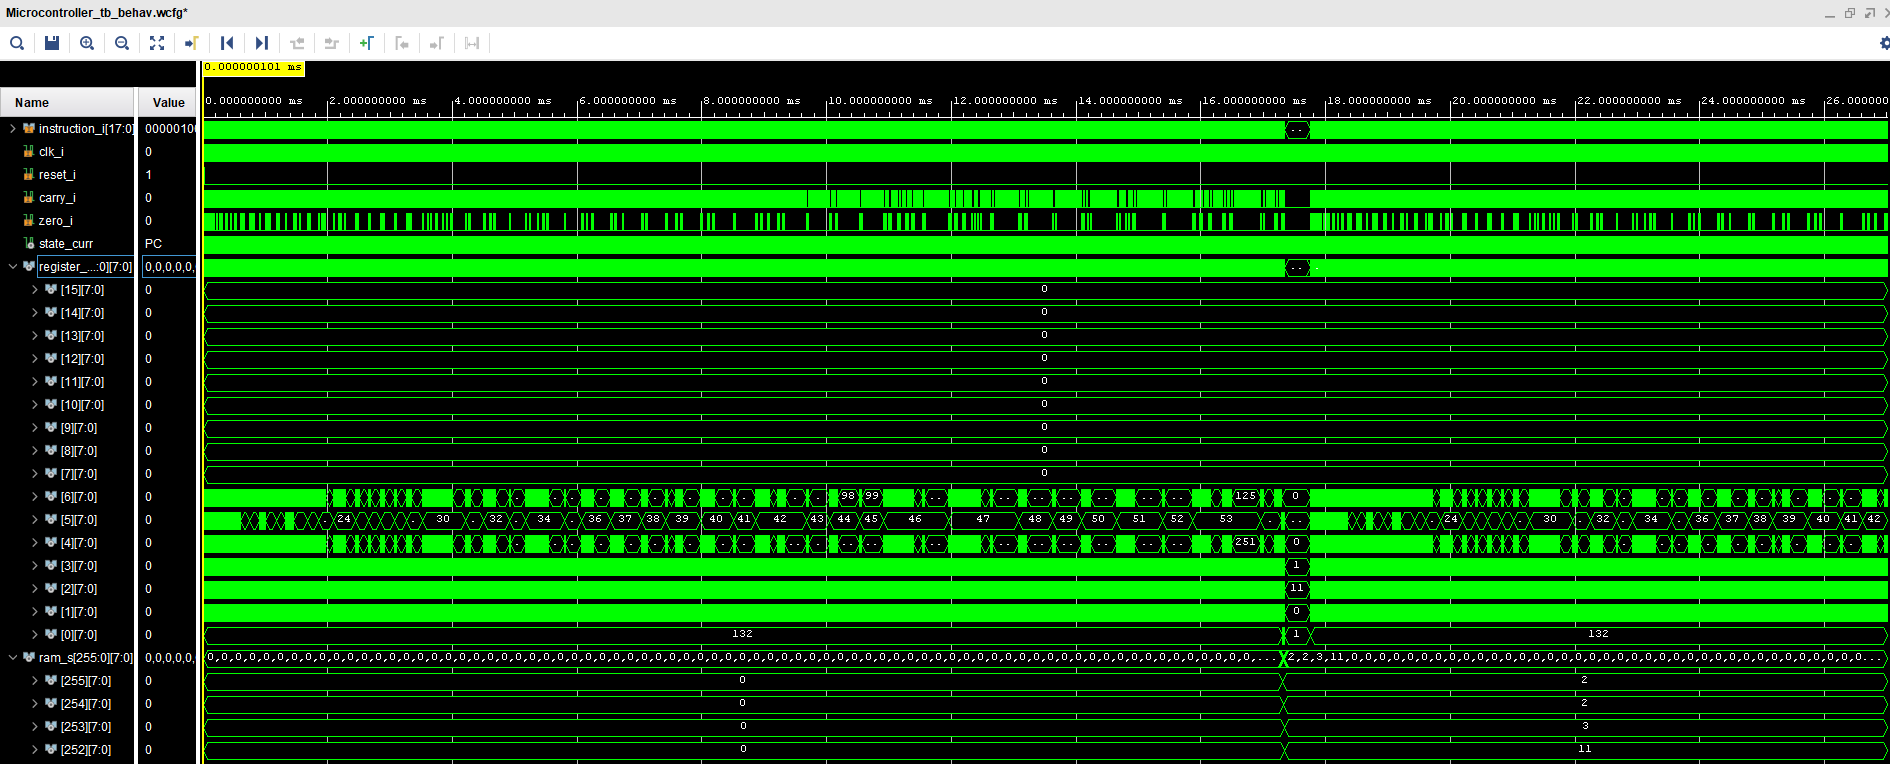 Microcontroller_tb_behav.wcfg*
0.000000101 ms
Name Value 0.000000000 ms 2.000000000 ms 4.000000000 ms 6.000000000 ms 8.000000000 ms 10.000000000 ms 12.000000000 ms 14.000000000 ms 16.000000000 ms 18.000000000 ms 20.000000000 ms 22.000000000 ms 24.000000000 ms 26.00000
instruction_i[17:0] 00000100 ..
clk_i 0
reset_i 1
carry_i 0
zero_i 0
state_curr PC
register_...:0][7:0] 0,0,0,0,0, ..
[15][7:0] 0 0
[14][7:0] 0 0
[13][7:0] 0 0
[12][7:0] 0 0
[11][7:0] 0 0
[10][7:0] 0 0
[9][7:0] 0 0
[8][7:0] 0 0
[7][7:0] 0 0
[6][7:0] 0 98 99 125 0
[5][7:0] 0 24 30 32 34 36 37 38 39 40 41 42 43 44 45 46 47 48 49 50 51 52 53 .. 24 30 32 34 36 37 38 39 40 41 42
[4][7:0] 0 251 0
[3][7:0] 0 1
[2][7:0] 0 11
[1][7:0] 0 0
[0][7:0] 0 132 1 132
ram_s[255:0][7:0] 0,0,0,0,0, 0,0,0,0,0,0,0,0,0,0,0,0,0,0,0,0,0,0,0,0,0,0,0,0,0,0,0,0,0,0,0,0,0,0,0,0,0,0,0,0,0,0,0,0,0,0,0,0,0,0,0,0,0,0,0,0,0,0,0,0,0,0,0,0,0,0,0,0,... 2,2,3,11,0,0,0,0,0,0,0,0,0,0,0,0,0,0,0,0,0,0,0,0,0,0,0,0,0,0,0,0,0,0,0,0,0,0,0,0,0...
[255][7:0] 0 0 2
[254][7:0] 0 0 2
[253][7:0] 0 0 3
[252][7:0] 0 0 11